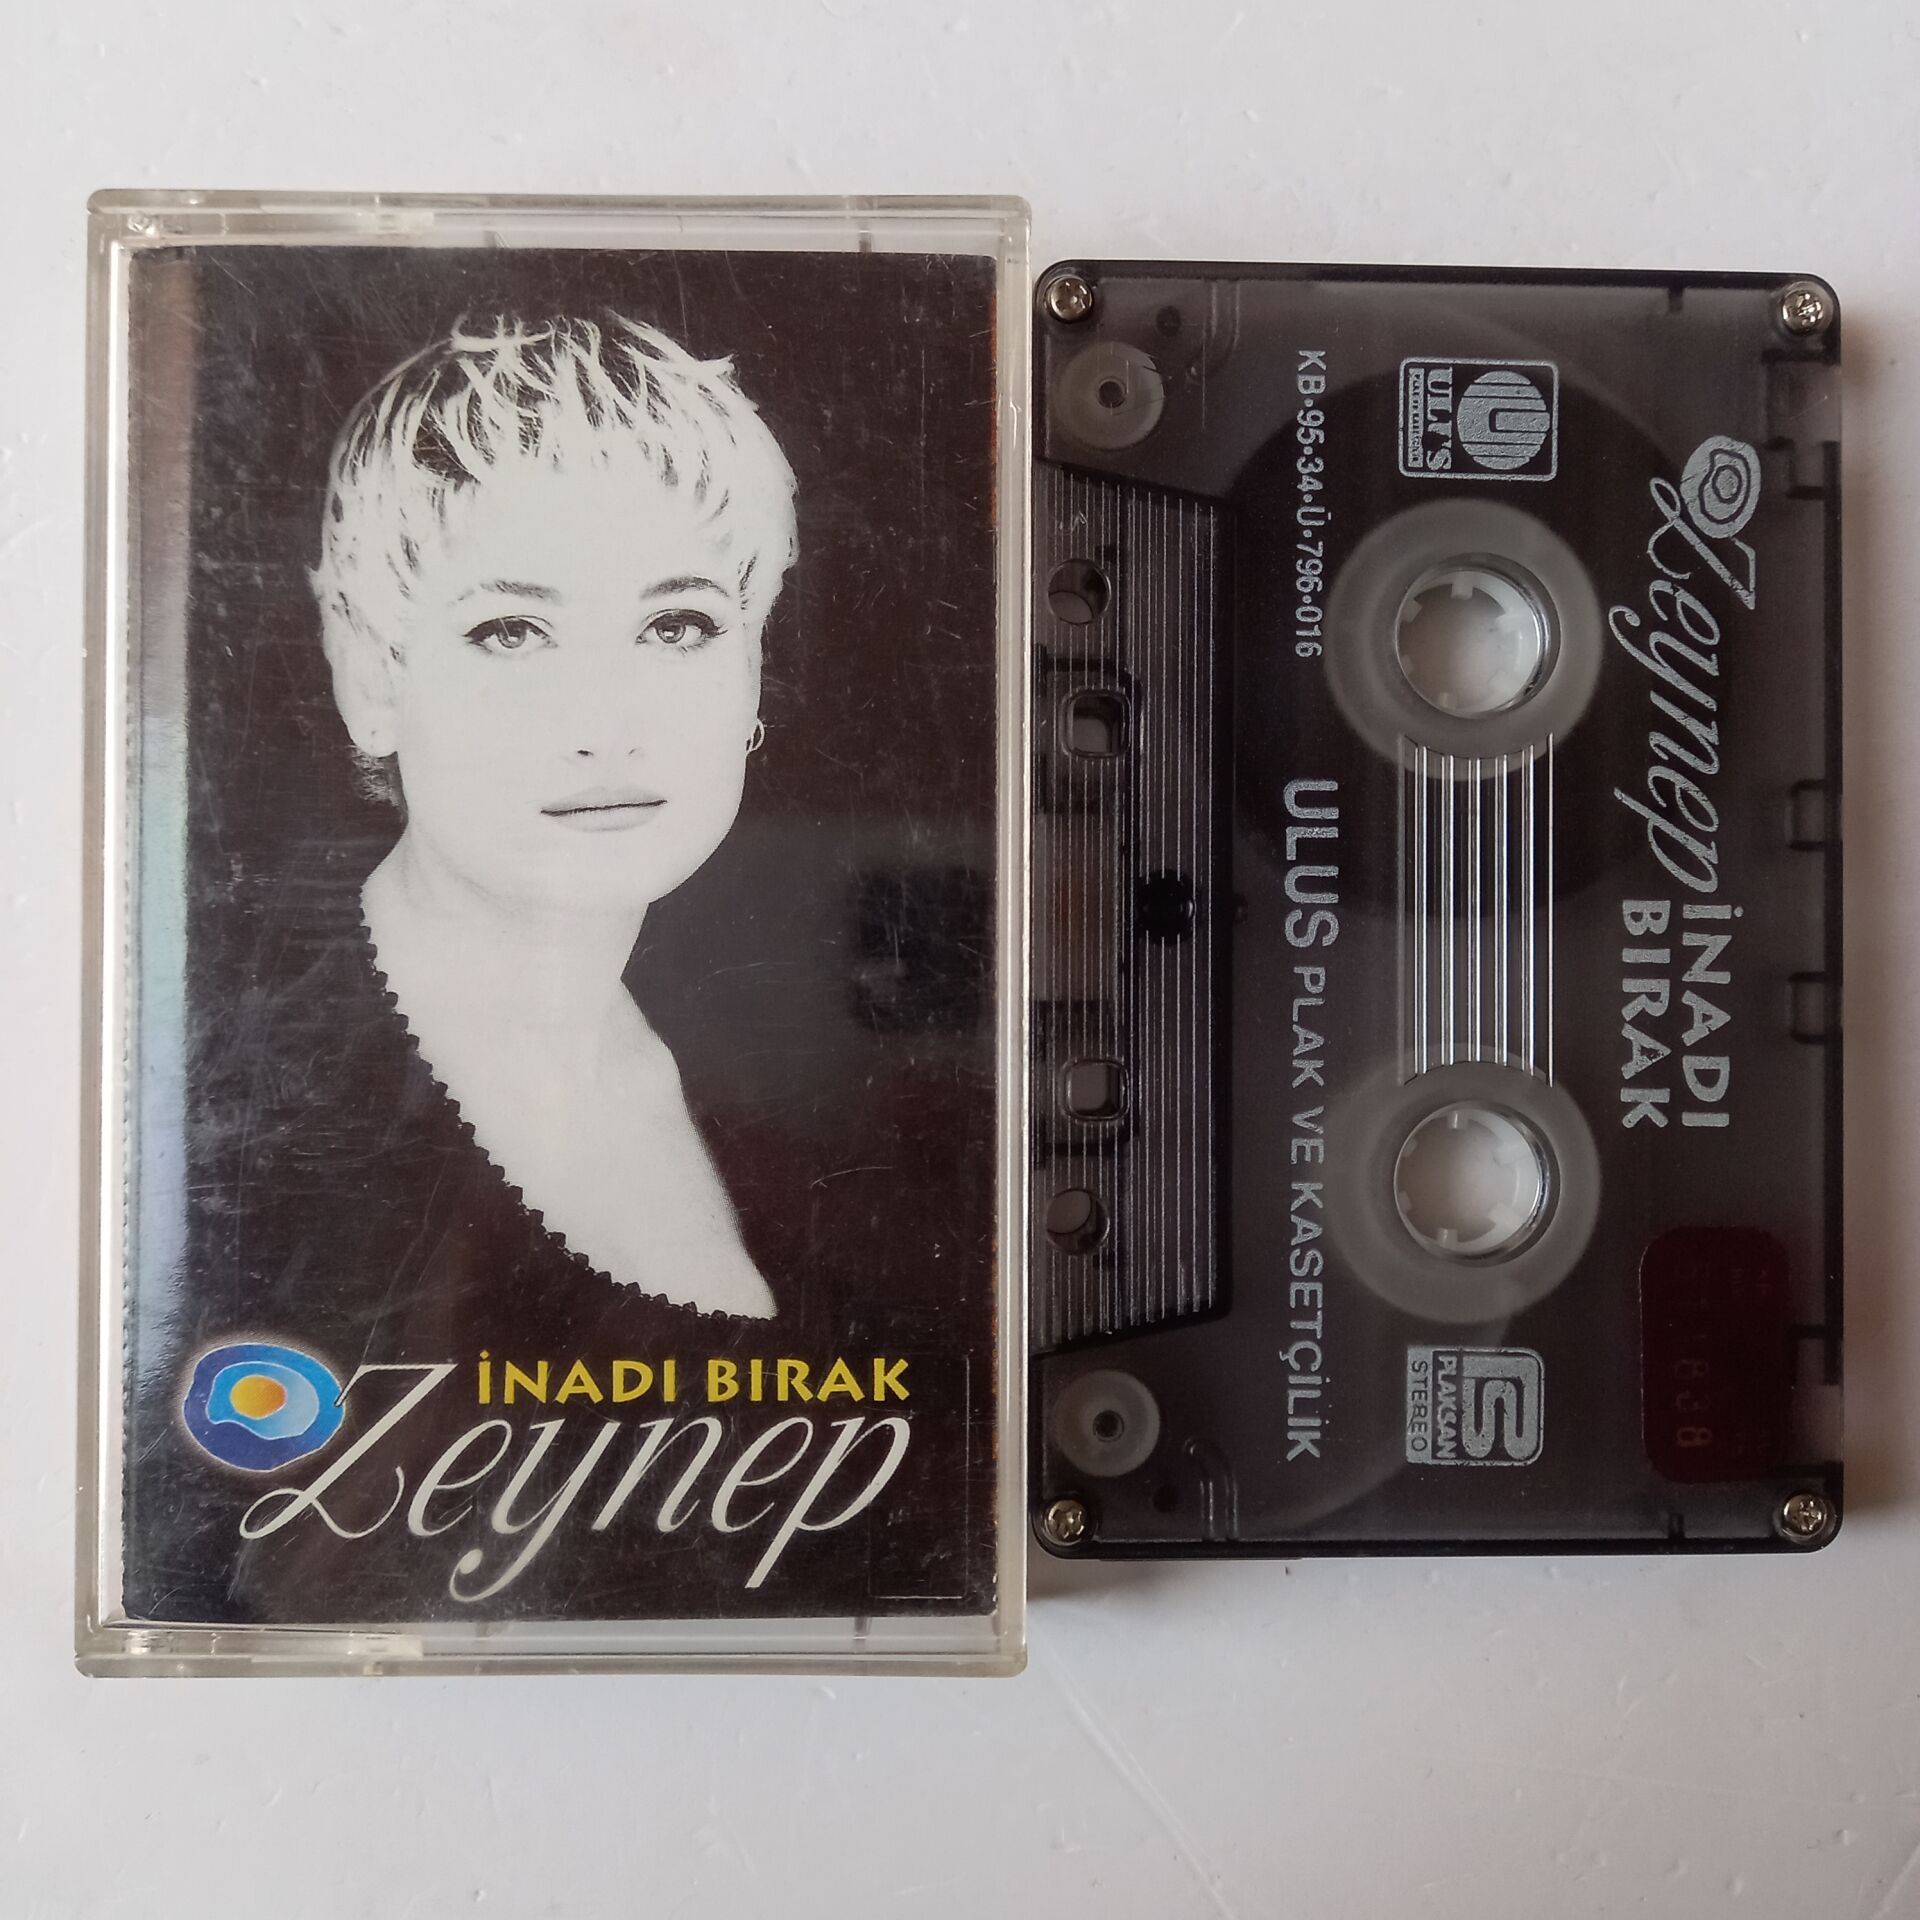 İNADI BIRAK
Zeynep
Zeynep
İNADI
BIRAK
ULUS
KB•95•34•Ü•796•016
ULUS PLAK VE KASETÇİLİK
PLAKSAN
STEREO